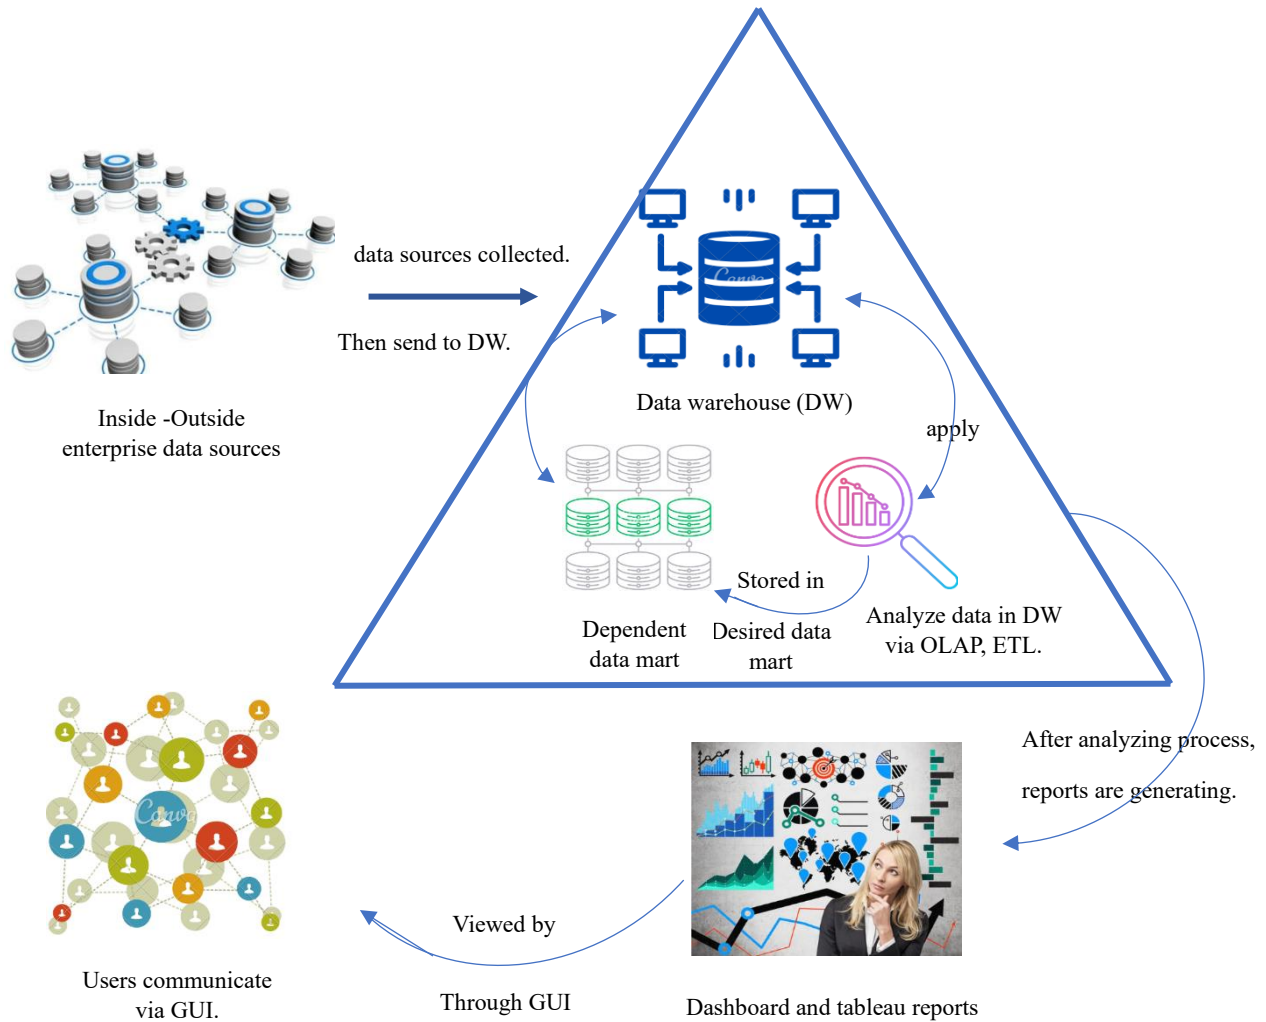 data sources collected.
Then send to DW.
Inside -Outside
enterprise data sources
Canva
Data warehouse (DW)
apply
Stored in
Desired data
mart
Dependent
data mart
Analyze data in DW
via OLAP, ETL.
After analyzing process,
reports are generating.
Canva
Viewed by
Through GUI
Users communicate
via GUI.
Dashboard and tableau reports